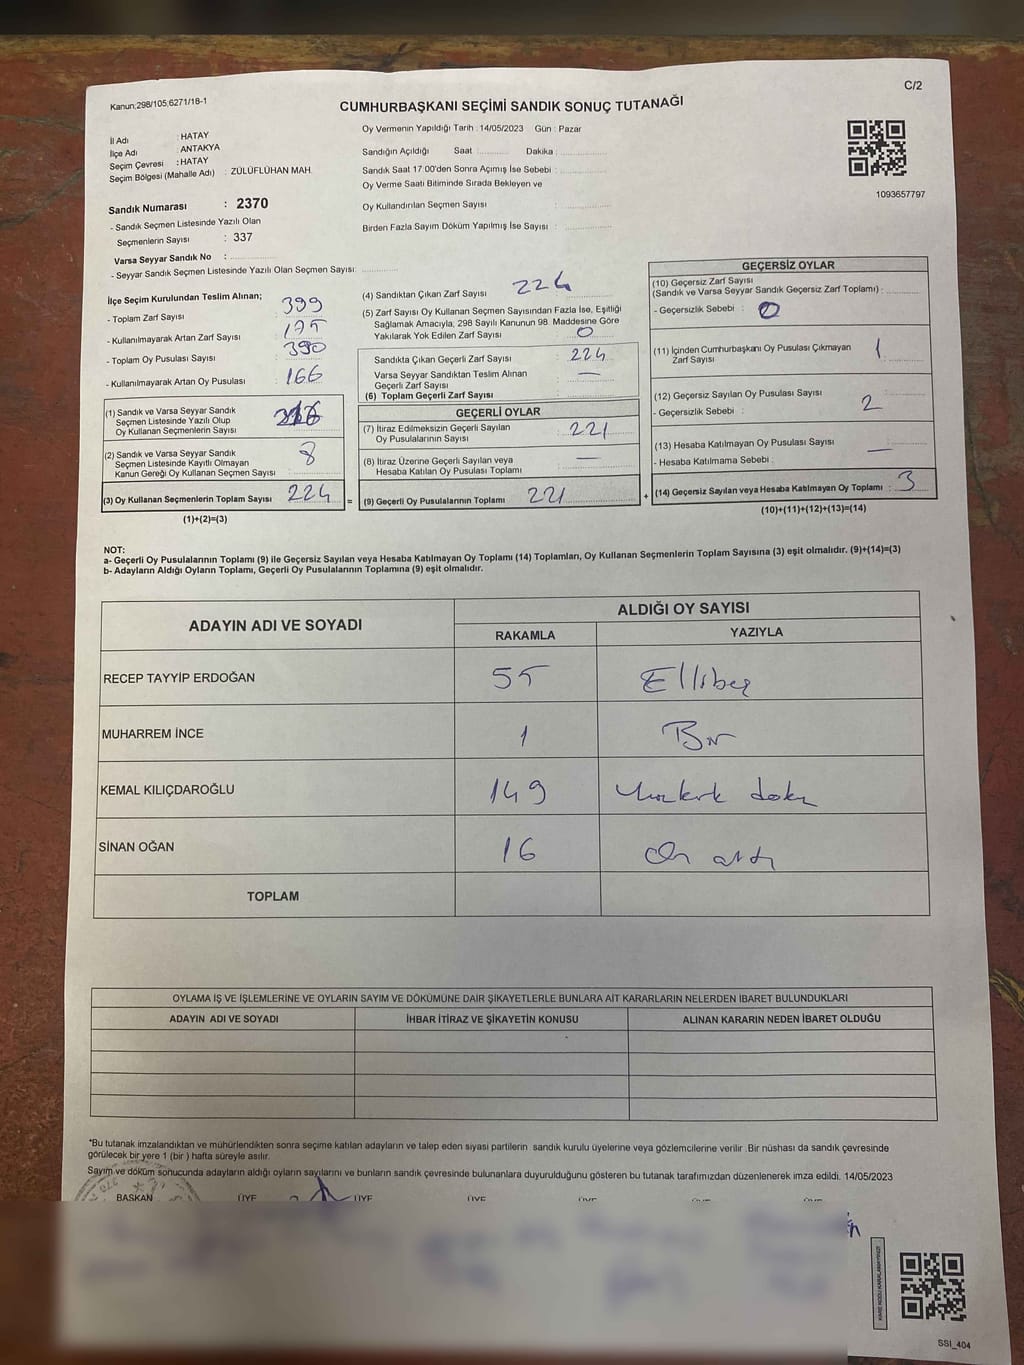 C/2
Kanun;298/105;6271/18-1
CUMHURBAŞKANI SEÇİMİ SANDIK SONUÇ TUTANAĞI
İl Adı : HATAY
İlçe Adı : ANTAKYA
Seçim Çevresi : HATAY
Seçim Bölgesi (Mahalle Adı) : ZÜLÜFLÜHAN MAH.
Oy Vermenin Yapıldığı Tarih : 14/05/2023 Gün : Pazar
Sandığın Açıldığı Saat : Dakika :
Sandık Saat 17:00'den Sonra Açımış İse Sebebi :
Oy Verme Saati Bitiminde Sırada Bekleyen ve
Oy Kullandırılan Seçmen Sayısı :
Birden Fazla Sayım Döküm Yapılmış İse Sayısı :
1093657797
Sandık Numarası : 2370
- Sandık Seçmen Listesinde Yazılı Olan
Seçmenlerin Sayısı : 337
Varsa Seyyar Sandık No :
- Seyyar Sandık Seçmen Listesinde Yazılı Olan Seçmen Sayısı:
İlçe Seçim Kurulundan Teslim Alınan;
- Toplam Zarf Sayısı : 399
- Kullanılmayarak Artan Zarf Sayısı : 175
- Toplam Oy Pusulası Sayısı : 390
- Kullanılmayarak Artan Oy Pusulası : 166
(1) Sandık ve Varsa Seyyar Sandık
Seçmen Listesinde Yazılı Olup
Oy Kullanan Seçmenlerin Sayısı
(2) Sandık ve Varsa Seyyar Sandık
Seçmen Listesinde Kayıtlı Olmayan
Kanun Gereği Oy Kullanan Seçmen Sayısı : 8
(3) Oy Kullanan Seçmenlerin Toplam Sayısı : 224 =
(1)+(2)=(3)
(4) Sandıktan Çıkan Zarf Sayısı : 224
(5) Zarf Sayısı Oy Kullanan Seçmen Sayısından Fazla İse, Eşitliği
Sağlamak Amacıyla, 298 Sayılı Kanunun 98. Maddesine Göre
Yakılarak Yok Edilen Zarf Sayısı : 0
Sandıkta Çıkan Geçerli Zarf Sayısı : 224
Varsa Seyyar Sandıktan Teslim Alınan
Geçerli Zarf Sayısı : —
(6) Toplam Geçerli Zarf Sayısı :
GEÇERLİ OYLAR
(7) İtiraz Edilmeksizin Geçerli Sayılan
Oy Pusulalarının Sayısı : 221
(8) İtiraz Üzerine Geçerli Sayılan veya
Hesaba Katılan Oy Pusulası Toplamı : —
(9) Geçerli Oy Pusulalarının Toplamı : 221 +
GEÇERSİZ OYLAR
(10) Geçersiz Zarf Sayısı
(Sandık ve Varsa Seyyar Sandık Geçersiz Zarf Toplamı) :
- Geçersizlik Sebebi : 0
(11) İçinden Cumhurbaşkanı Oy Pusulası Çıkmayan
Zarf Sayısı : 1
(12) Geçersiz Sayılan Oy Pusulası Sayısı :
- Geçersizlik Sebebi : 2
(13) Hesaba Katılmayan Oy Pusulası Sayısı :
- Hesaba Katılmama Sebebi : —
(14) Geçersiz Sayılan veya Hesaba Katılmayan Oy Toplamı : 3
(10)+(11)+(12)+(13)=(14)
NOT:
a- Geçerli Oy Pusulalarının Toplamı (9) ile Geçersiz Sayılan veya Hesaba Katılmayan Oy Toplamı (14) Toplamları, Oy Kullanan Seçmenlerin Toplam Sayısına (3) eşit olmalıdır. (9)+(14)=(3)
b- Adayların Aldığı Oyların Toplamı, Geçerli Oy Pusulalarının Toplamına (9) eşit olmalıdır.
ADAYIN ADI VE SOYADI
ALDIĞI OY SAYISI
RAKAMLA YAZIYLA
RECEP TAYYİP ERDOĞAN 55 Ellibeş
MUHARREM İNCE 1 Bir
KEMAL KILIÇDAROĞLU 149 Yüzkırk dokuz
SİNAN OĞAN 16 On altı
TOPLAM
OYLAMA İŞ VE İŞLEMLERİNE VE OYLARIN SAYIM VE DÖKÜMÜNE DAİR ŞİKAYETLERLE BUNLARA AİT KARARLARIN NELERDEN İBARET BULUNDUKLARI
ADAYIN ADI VE SOYADI İHBAR İTİRAZ VE ŞİKAYETİN KONUSU ALINAN KARARIN NEDEN İBARET OLDUĞU
*Bu tutanak imzalandıktan ve mühürlendikten sonra seçime katılan adayların ve talep eden siyasi partilerin sandık kurulu üyelerine veya gözlemcilerine verilir. Bir nüshası da sandık çevresinde
görülecek bir yere 1 (bir) hafta süreyle asılır.
Sayım ve döküm sonucunda adayların aldığı oyların sayılarını ve bunların sandık çevresinde bulunanlara duyurulduğunu gösteren bu tutanak tarafımızdan düzenlenerek imza edildi. 14/05/2023
BAŞKAN ÜYE ÜYE ÜYE
SSI_404